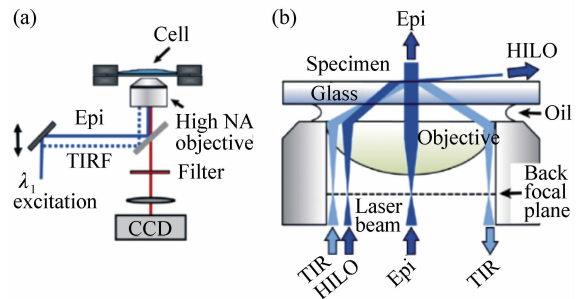 (a)
Cell
Epi
TIRF
High NA
objective
Filter
λ1
excitation
CCD
(b)
Epi
Specimen
HILO
Glass
Oil
Objective
Back
focal
plane
Laser
beam
TIR
HILO
Epi
TIR